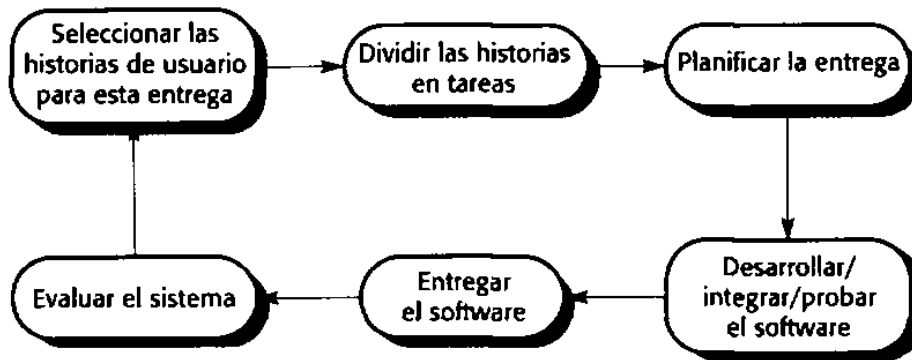 Seleccionar las
historias de usuario
para esta entrega
Dividir las historias
en tareas
Planificar la entrega
Evaluar el sistema
Entregar
el software
Desarrollar/
integrar/probar
el software